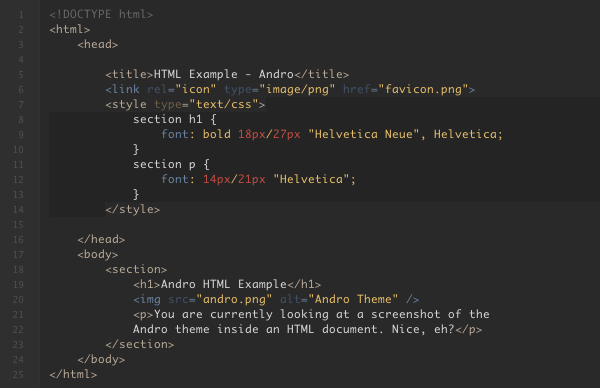 1 <!DOCTYPE html>
2 <html>
3     <head>
4
5         <title>HTML Example - Andro</title>
6         <link rel="icon" type="image/png" href="favicon.png">
7         <style type="text/css">
8             section h1 {
9                 font: bold 18px/27px "Helvetica Neue", Helvetica;
10             }
11             section p {
12                 font: 14px/21px "Helvetica";
13             }
14         </style>
15
16     </head>
17     <body>
18         <section>
19             <h1>Andro HTML Example</h1>
20             <img src="andro.png" alt="Andro Theme" />
21             <p>You are currently looking at a screenshot of the
22             Andro theme inside an HTML document. Nice, eh?</p>
23         </section>
24     </body>
25 </html>